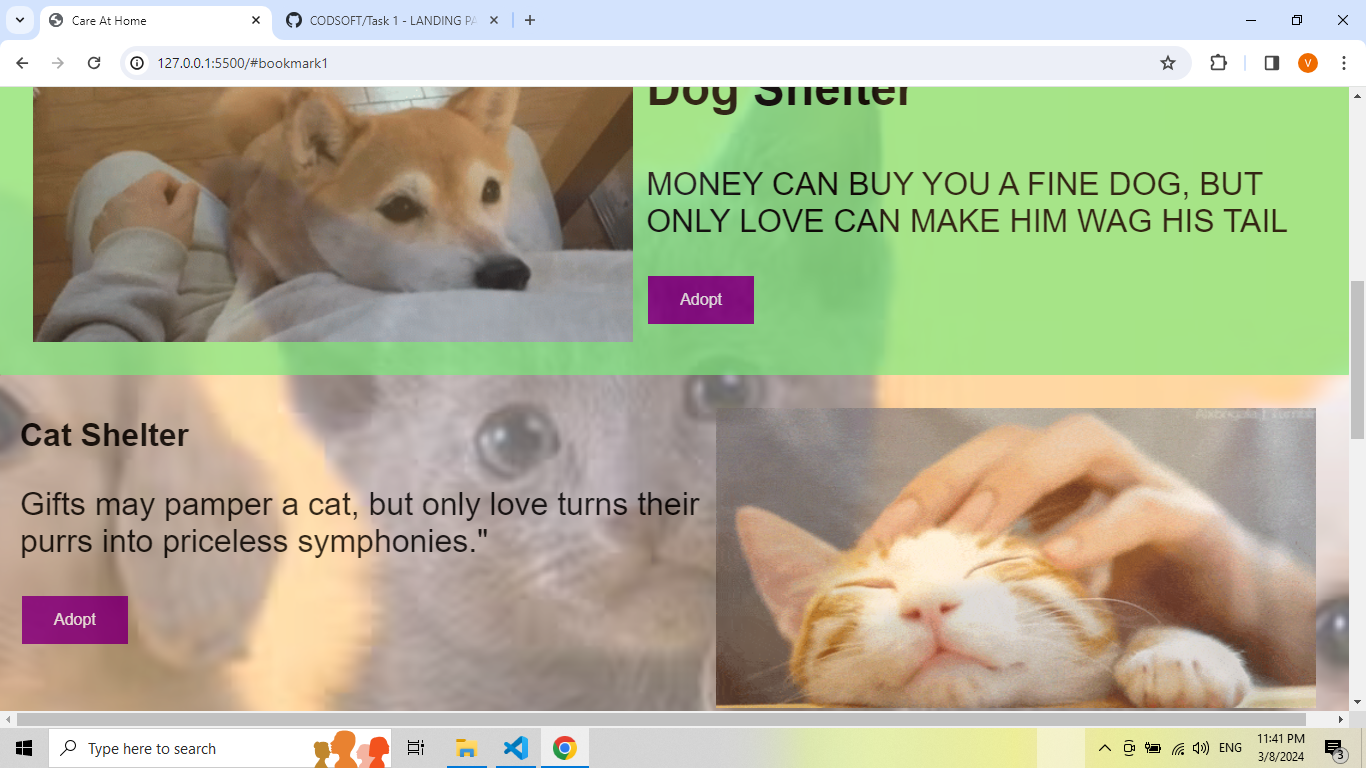 Care At Home
CODSOFT/Task 1 - LANDING PA
127.0.0.1:5500/#bookmark1
V
Dog Shelter
MONEY CAN BUY YOU A FINE DOG, BUT
ONLY LOVE CAN MAKE HIM WAG HIS TAIL
Adopt
Cat Shelter
Gifts may pamper a cat, but only love turns their
purrs into priceless symphonies."
Adopt
Type here to search
ENG
11:41 PM
3/8/2024
3